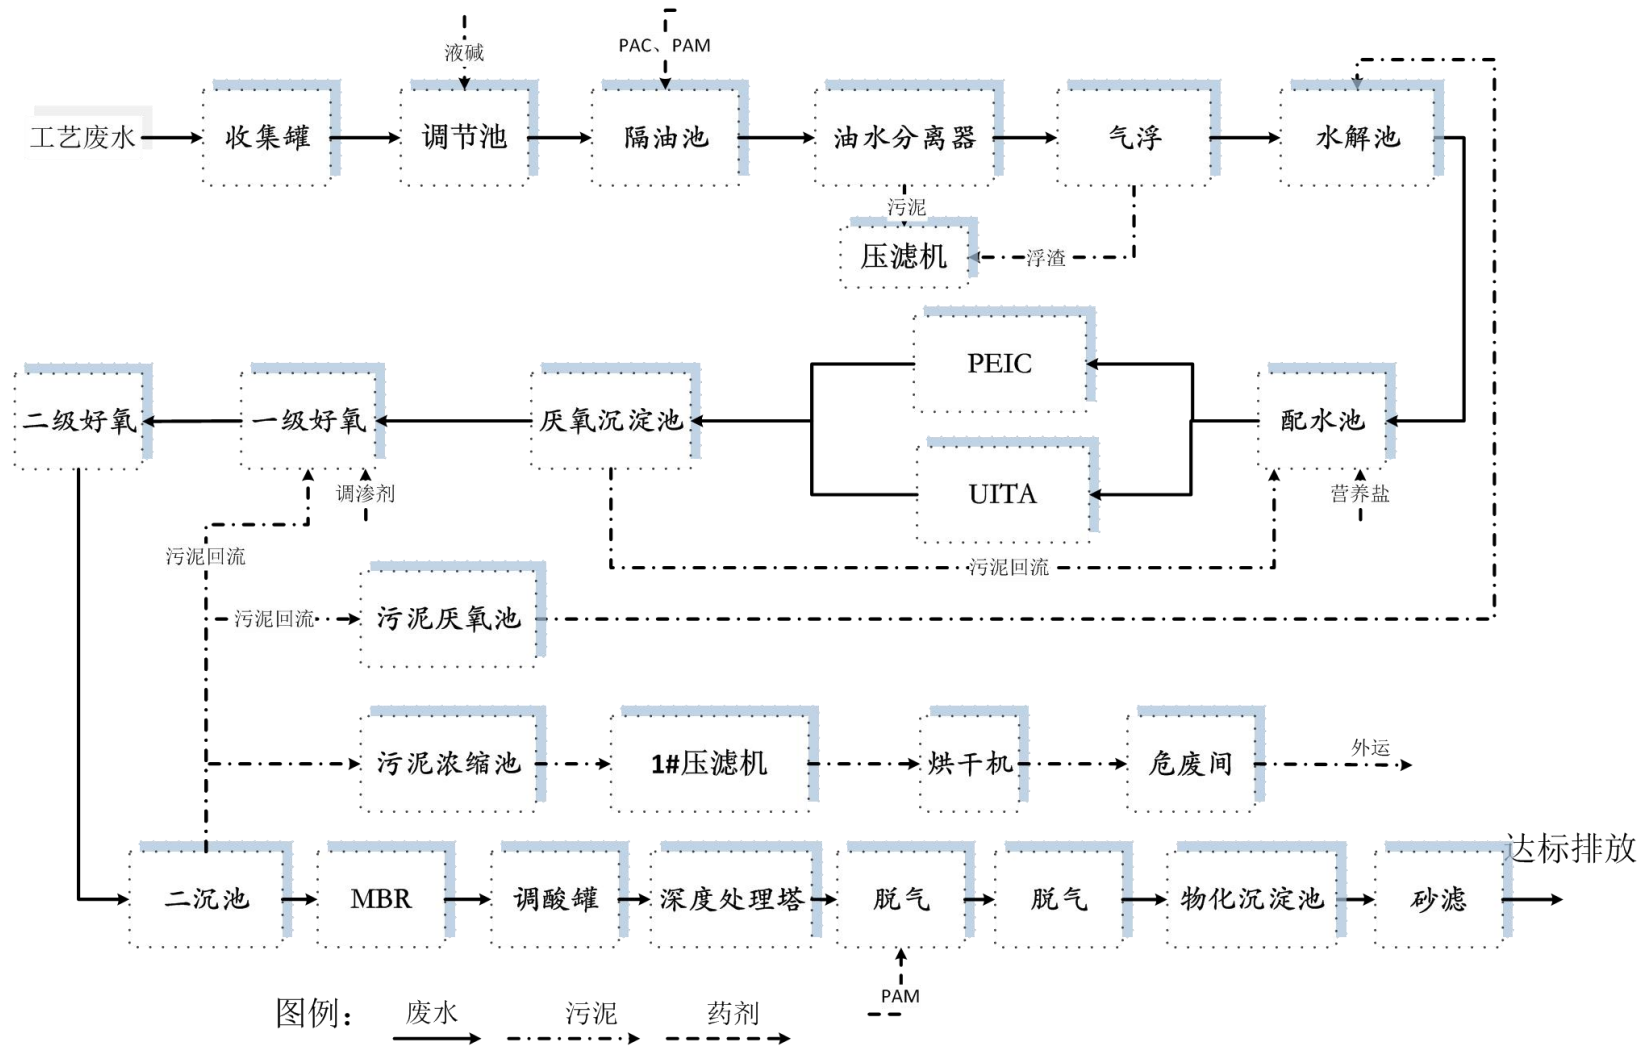 液碱
PAC、PAM
工艺废水
收集罐
调节池
隔油池
油水分离器
气浮
水解池
污泥
压滤机
浮渣
PEIC
二级好氧
一级好氧
厌氧沉淀池
配水池
UITA
调渗剂
营养盐
污泥回流
污泥回流
污泥回流
污泥厌氧池
污泥浓缩池
1#压滤机
烘干机
危废间
外运
达标排放
二沉池
MBR
调酸罐
深度处理塔
脱气
脱气
物化沉淀池
砂滤
PAM
图例：
废水
污泥
药剂